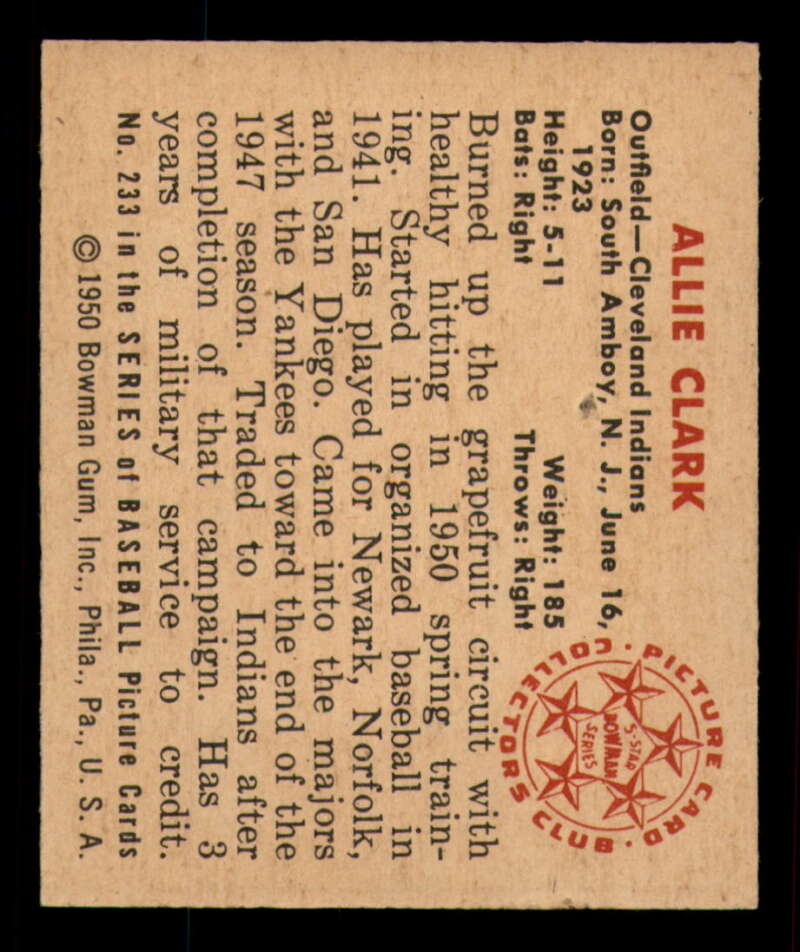 ALLIE CLARK
Outfield—Cleveland Indians
Born: South Amboy, N. J., June 16,
1923
Height: 5-11 Weight: 185
Bats: Right Throws: Right
PICTURE CARD COLLECTORS CLUB
5-STAR
BOWMAN
SERIES
Burned up the grapefruit circuit with
healthy hitting in 1950 spring train-
ing. Started in organized baseball in
1941. Has played for Newark, Norfolk,
and San Diego. Came into the majors
with the Yankees toward the end of the
1947 season. Traded to Indians after
completion of that campaign. Has 3
years of military service to credit.
No. 233 in the SERIES of BASEBALL Picture Cards
© 1950 Bowman Gum, Inc., Phila., Pa., U. S. A.